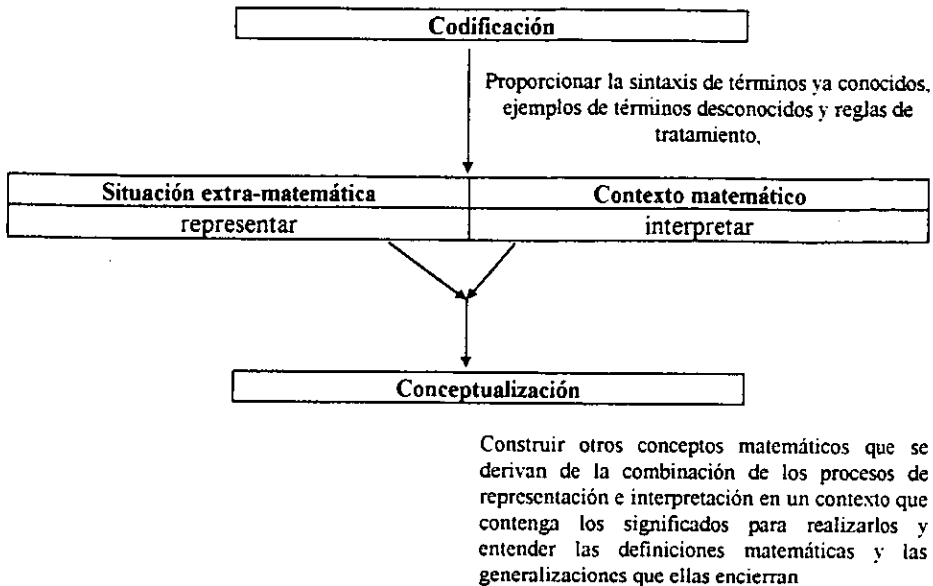 Codificación
Proporcionar la sintaxis de términos ya conocidos,
ejemplos de términos desconocidos y reglas de
tratamiento,
Situación extra-matemática Contexto matemático
representar interpretar
Conceptualización
Construir otros conceptos matemáticos que se
derivan de la combinación de los procesos de
representación e interpretación en un contexto que
contenga los significados para realizarlos y
entender las definiciones matemáticas y las
generalizaciones que ellas encierran